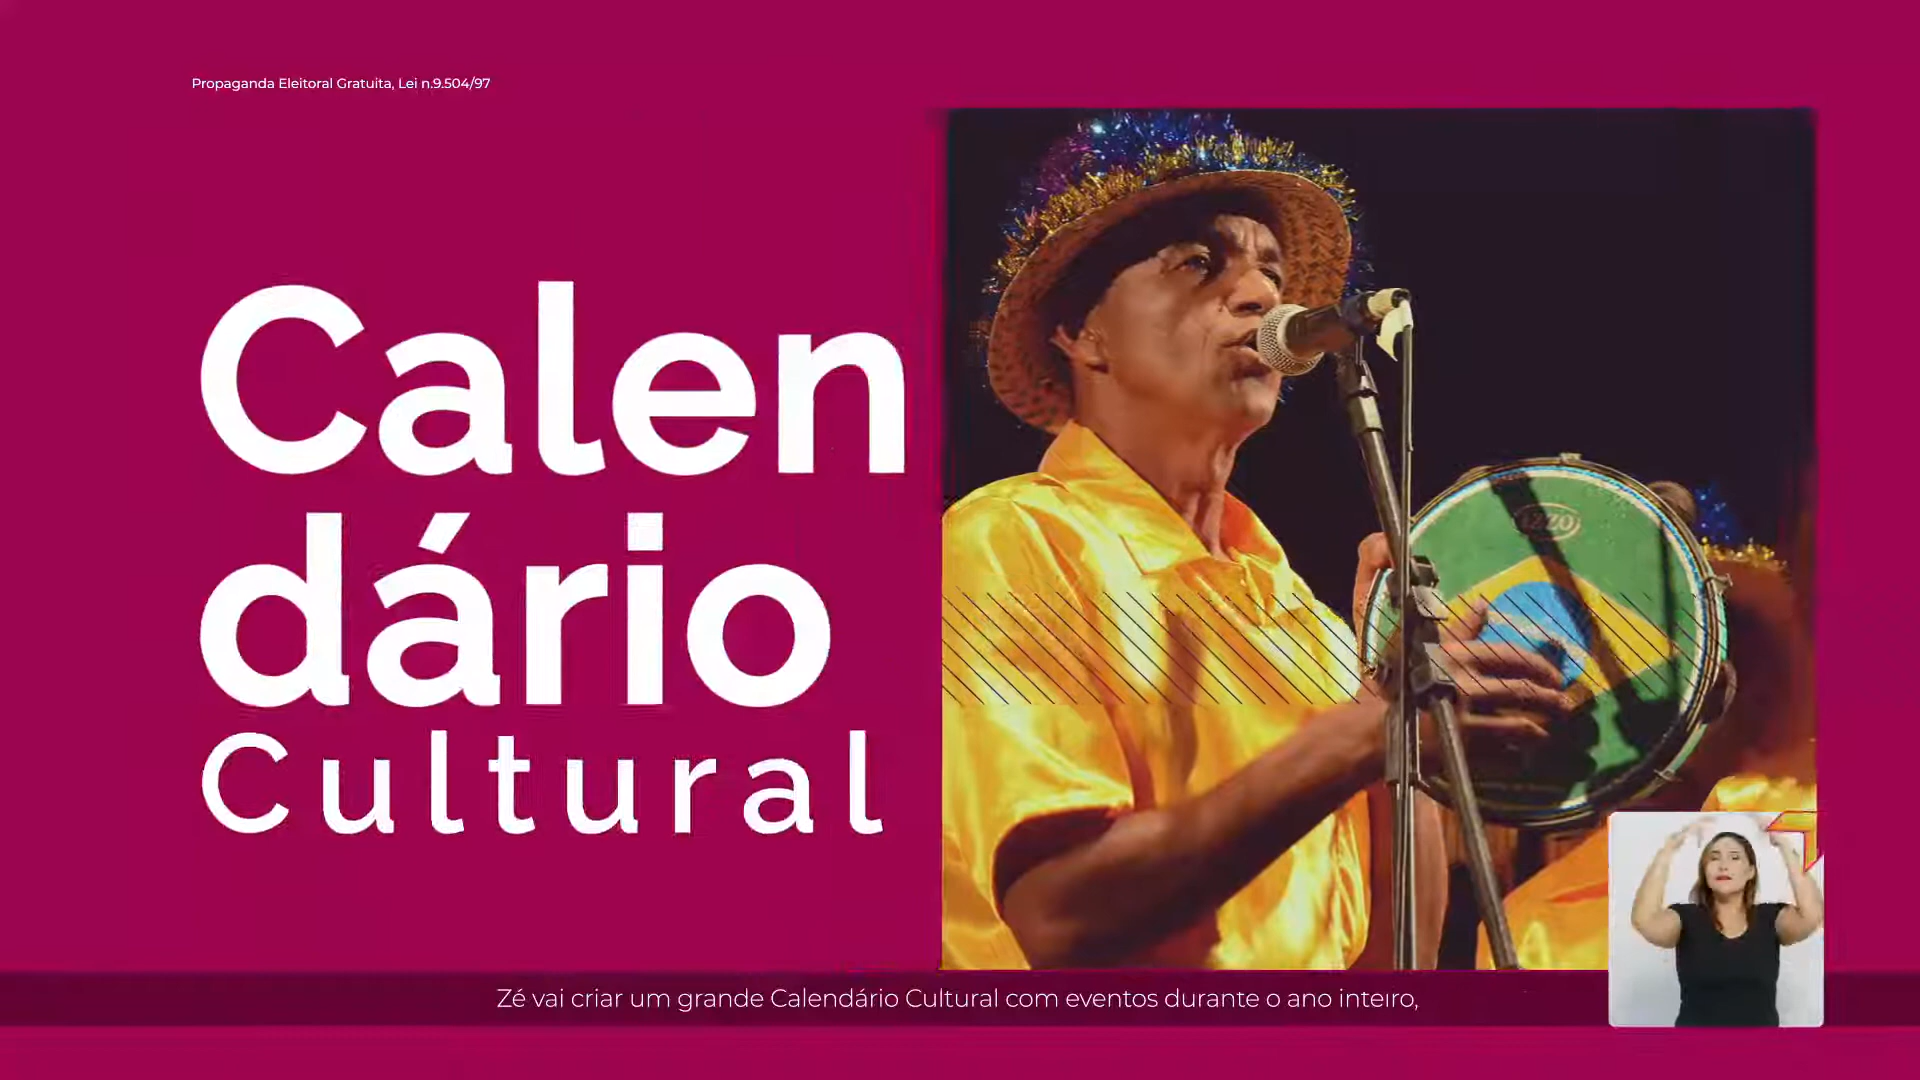 Propaganda Eleitoral Gratuita, Lei n.9.504/97
Calen
dário
Cultural
IZZO
Zé vai criar um grande Calendário Cultural com eventos durante o ano inteiro,